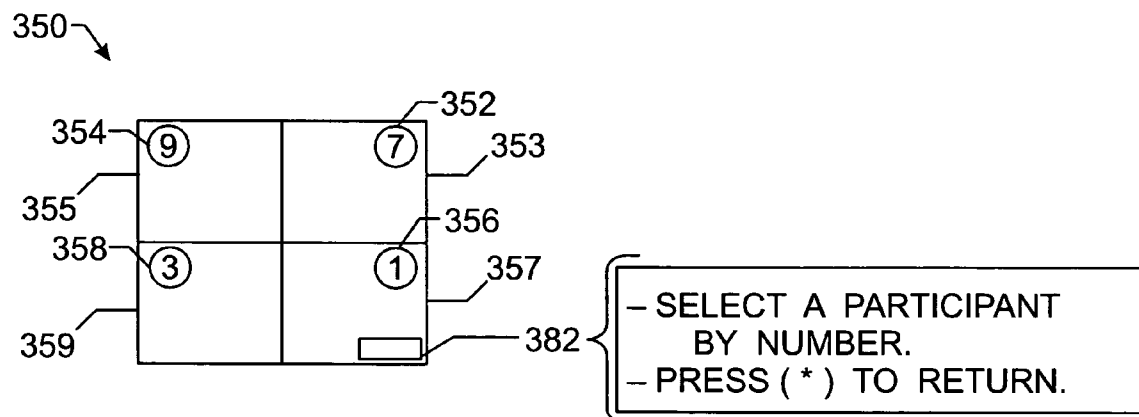 350
352
354 9 7
353
355
356
358 3 1
357
359
382
– SELECT A PARTICIPANT
BY NUMBER.
– PRESS ( * ) TO RETURN.